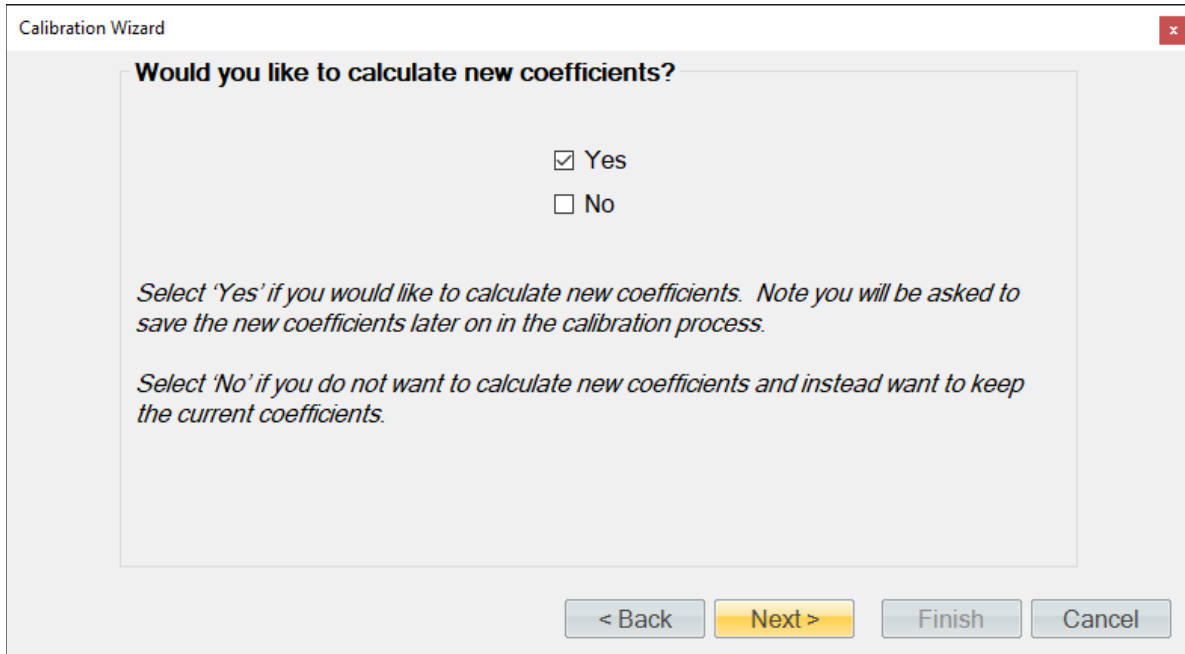 Calibration Wizard
x
Would you like to calculate new coefficients?
Yes
No
Select ‘Yes’ if you would like to calculate new coefficients.  Note you will be asked to
save the new coefficients later on in the calibration process.
Select ‘No’ if you do not want to calculate new coefficients and instead want to keep
the current coefficients.
< Back
Next >
Finish
Cancel